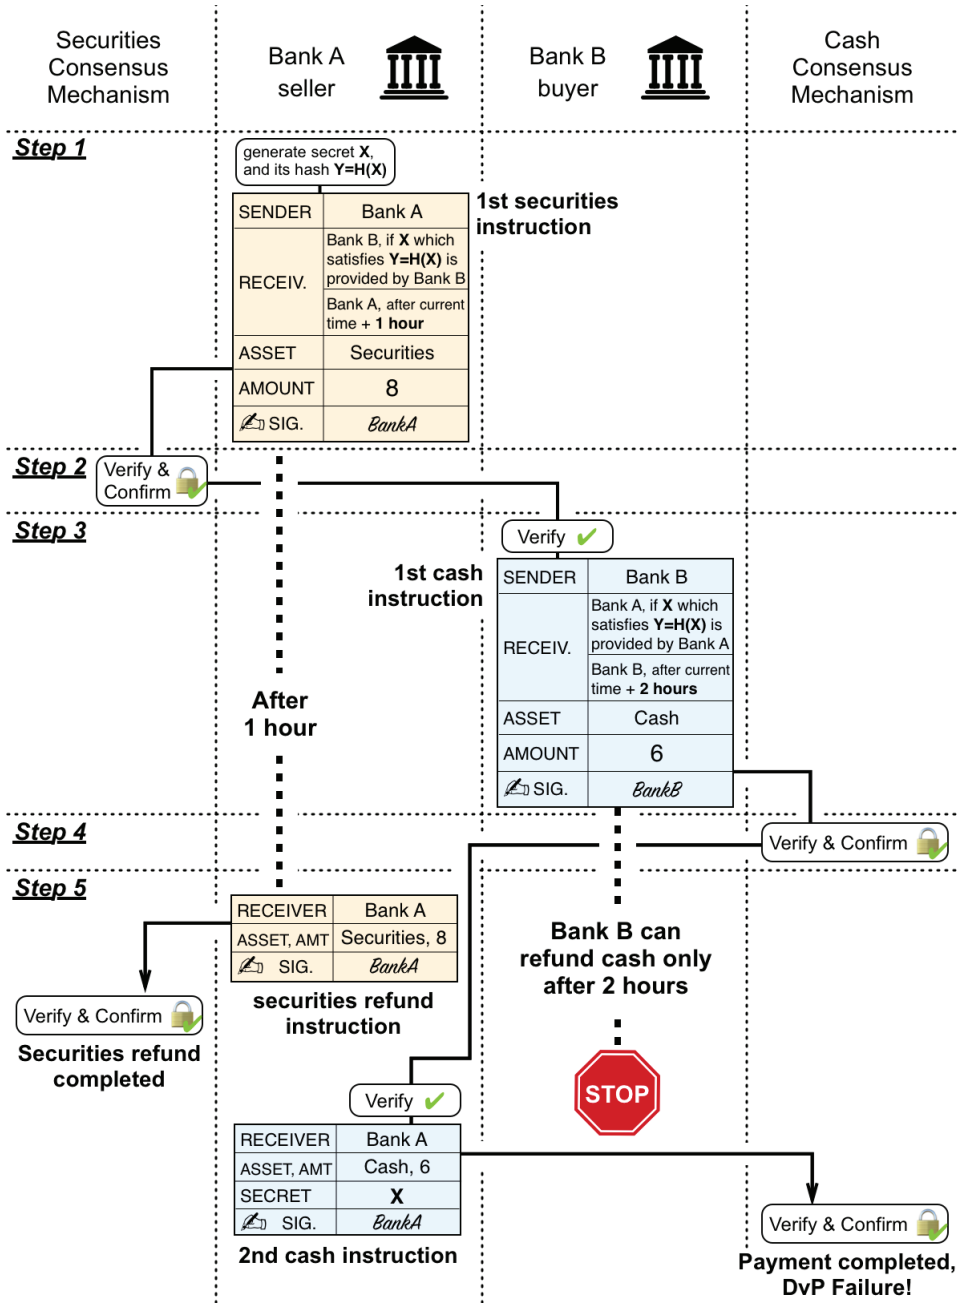 Securities
Consensus
Mechanism
Bank A
seller
Bank B
buyer
Cash
Consensus
Mechanism
Step 1
generate secret X,
and its hash Y=H(X)
1st securities
instruction
SENDER
Bank A
RECEIV.
Bank B, if X which
satisfies Y=H(X) is
provided by Bank B
Bank A, after current
time + 1 hour
ASSET
Securities
AMOUNT
8
SIG.
BankA
Step 2
Verify &
Confirm
Step 3
Verify
1st cash
instruction
SENDER
Bank B
RECEIV.
Bank A, if X which
satisfies Y=H(X) is
provided by Bank A
Bank B, after current
time + 2 hours
ASSET
Cash
AMOUNT
6
SIG.
BankB
After
1 hour
Step 4
Verify & Confirm
Step 5
RECEIVER
Bank A
ASSET, AMT
Securities, 8
SIG.
BankA
securities refund
instruction
Verify & Confirm
Securities refund
completed
Bank B can
refund cash only
after 2 hours
STOP
Verify
RECEIVER
Bank A
ASSET, AMT
Cash, 6
SECRET
X
SIG.
BankA
2nd cash instruction
Verify & Confirm
Payment completed,
DvP Failure!